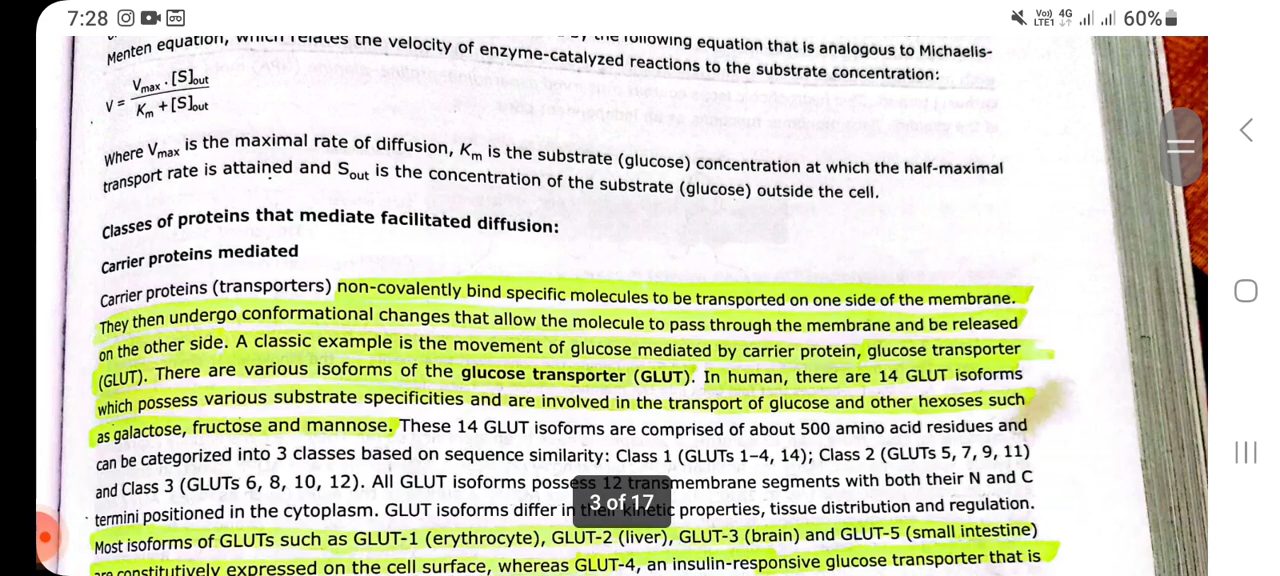 7:28
Vo)) 4G
LTE1
60%
the following equation that is analogous to Michaelis-
Menten equation, which relates the velocity of enzyme-catalyzed reactions to the substrate concentration:
V = Vmax . [S]out
Km + [S]out
Where Vmax is the maximal rate of diffusion, Km is the substrate (glucose) concentration at which the half-maximal
transport rate is attained and Sout is the concentration of the substrate (glucose) outside the cell.
Classes of proteins that mediate facilitated diffusion:
Carrier proteins mediated
Carrier proteins (transporters) non-covalently bind specific molecules to be transported on one side of the membrane.
They then undergo conformational changes that allow the molecule to pass through the membrane and be released
on the other side. A classic example is the movement of glucose mediated by carrier protein, glucose transporter
(GLUT). There are various isoforms of the glucose transporter (GLUT). In human, there are 14 GLUT isoforms
which possess various substrate specificities and are involved in the transport of glucose and other hexoses such
as galactose, fructose and mannose. These 14 GLUT isoforms are comprised of about 500 amino acid residues and
can be categorized into 3 classes based on sequence similarity: Class 1 (GLUTs 1–4, 14); Class 2 (GLUTs 5, 7, 9, 11)
and Class 3 (GLUTs 6, 8, 10, 12). All GLUT isoforms possess 12 transmembrane segments with both their N and C
3 of 17
termini positioned in the cytoplasm. GLUT isoforms differ in their kinetic properties, tissue distribution and regulation.
Most isoforms of GLUTs such as GLUT-1 (erythrocyte), GLUT-2 (liver), GLUT-3 (brain) and GLUT-5 (small intestine)
are constitutively expressed on the cell surface, whereas GLUT-4, an insulin-responsive glucose transporter that is